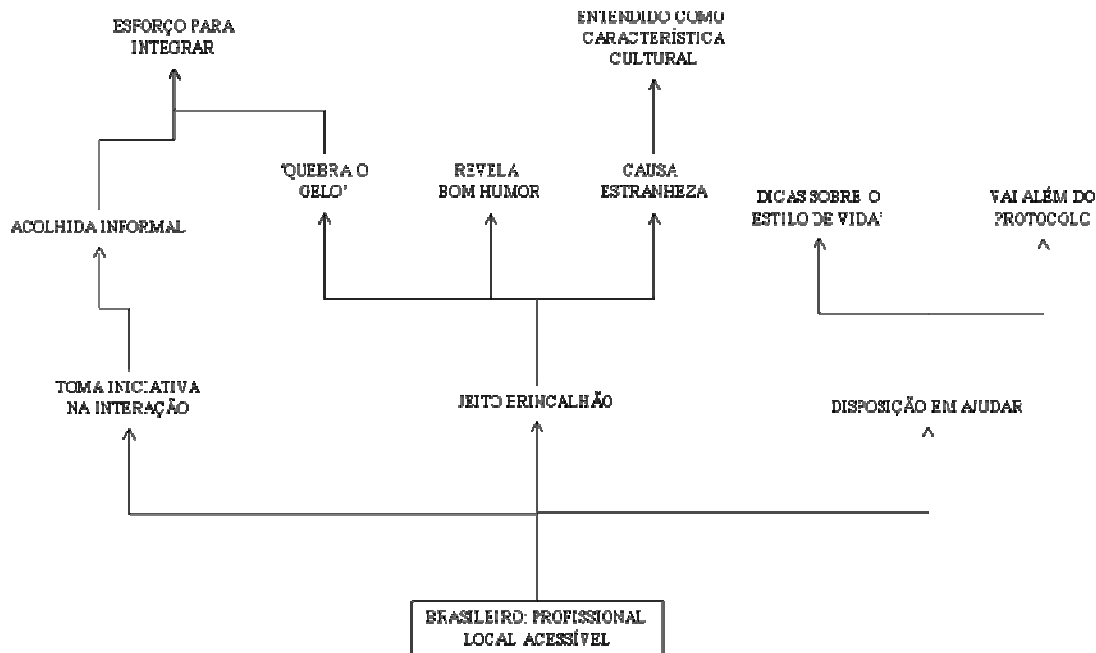 ESFORÇO PARA
INTEGRAR
ENTENDIDO COMO
CARACTERÍSTICA
CULTURAL
'QUEBRA O
GELO'
REVELA
BOM HUMOR
CAUSA
ESTRANHEZA
DICAS SOBRE O
ESTILO DE VIDA'
VAI ALÉM DO
PROTOCOLO
ACOLHIDA INFORMAL
TOMA INICIATIVA
NA INTERAÇÃO
JEITO BRINCALHÃO
DISPOSIÇÃO EM AJUDAR
BRASILEIRO: PROFISSIONAL
LOCAL ACESSÍVEL